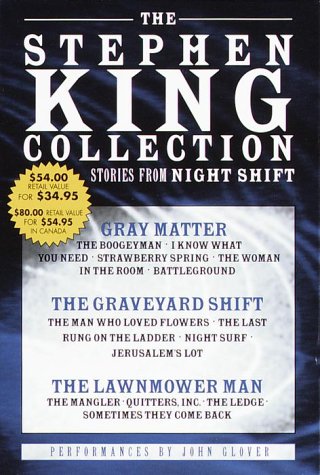 THE
STEPHEN
KING
COLLECTION
STORIES FROM NIGHT SHIFT
$54.00
RETAIL VALUE
FOR $34.95
$80.00 RETAIL VALUE
FOR $54.95
IN CANADA
GRAY MATTER
THE BOOGEYMAN · I KNOW WHAT
YOU NEED · STRAWBERRY SPRING · THE WOMAN
IN THE ROOM · BATTLEGROUND
THE GRAVEYARD SHIFT
THE MAN WHO LOVED FLOWERS · THE LAST
RUNG ON THE LADDER · NIGHT SURF ·
JERUSALEM'S LOT
THE LAWNMOWER MAN
THE MANGLER · QUITTERS, INC. · THE LEDGE ·
SOMETIMES THEY COME BACK
PERFORMANCES BY JOHN GLOVER